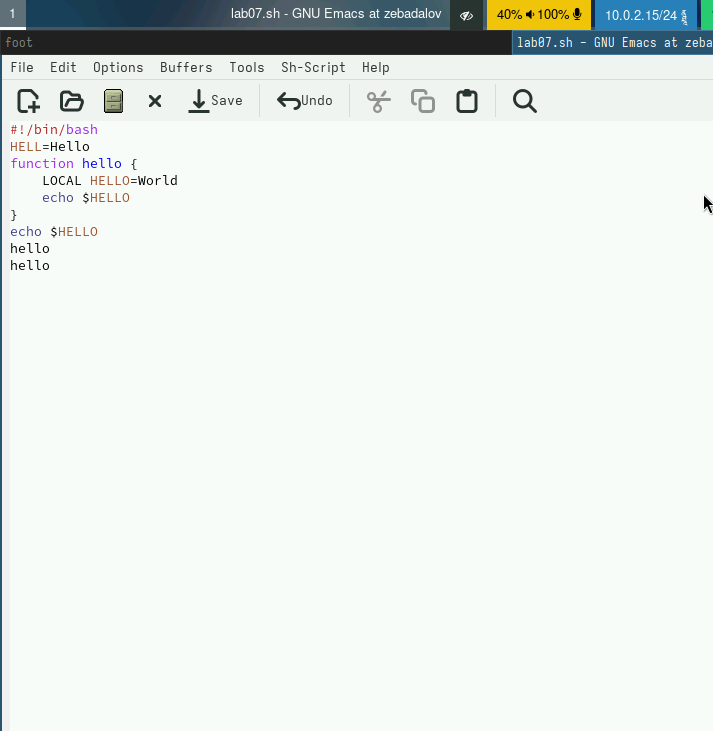 1 lab07.sh - GNU Emacs at zebadalov 40% 100% 10.0.2.15/24
foot lab07.sh - GNU Emacs at zeba
File Edit Options Buffers Tools Sh-Script Help
Save Undo
#!/bin/bash
HELL=Hello
function hello {
    LOCAL HELLO=World
    echo $HELLO
}
echo $HELLO
hello
hello